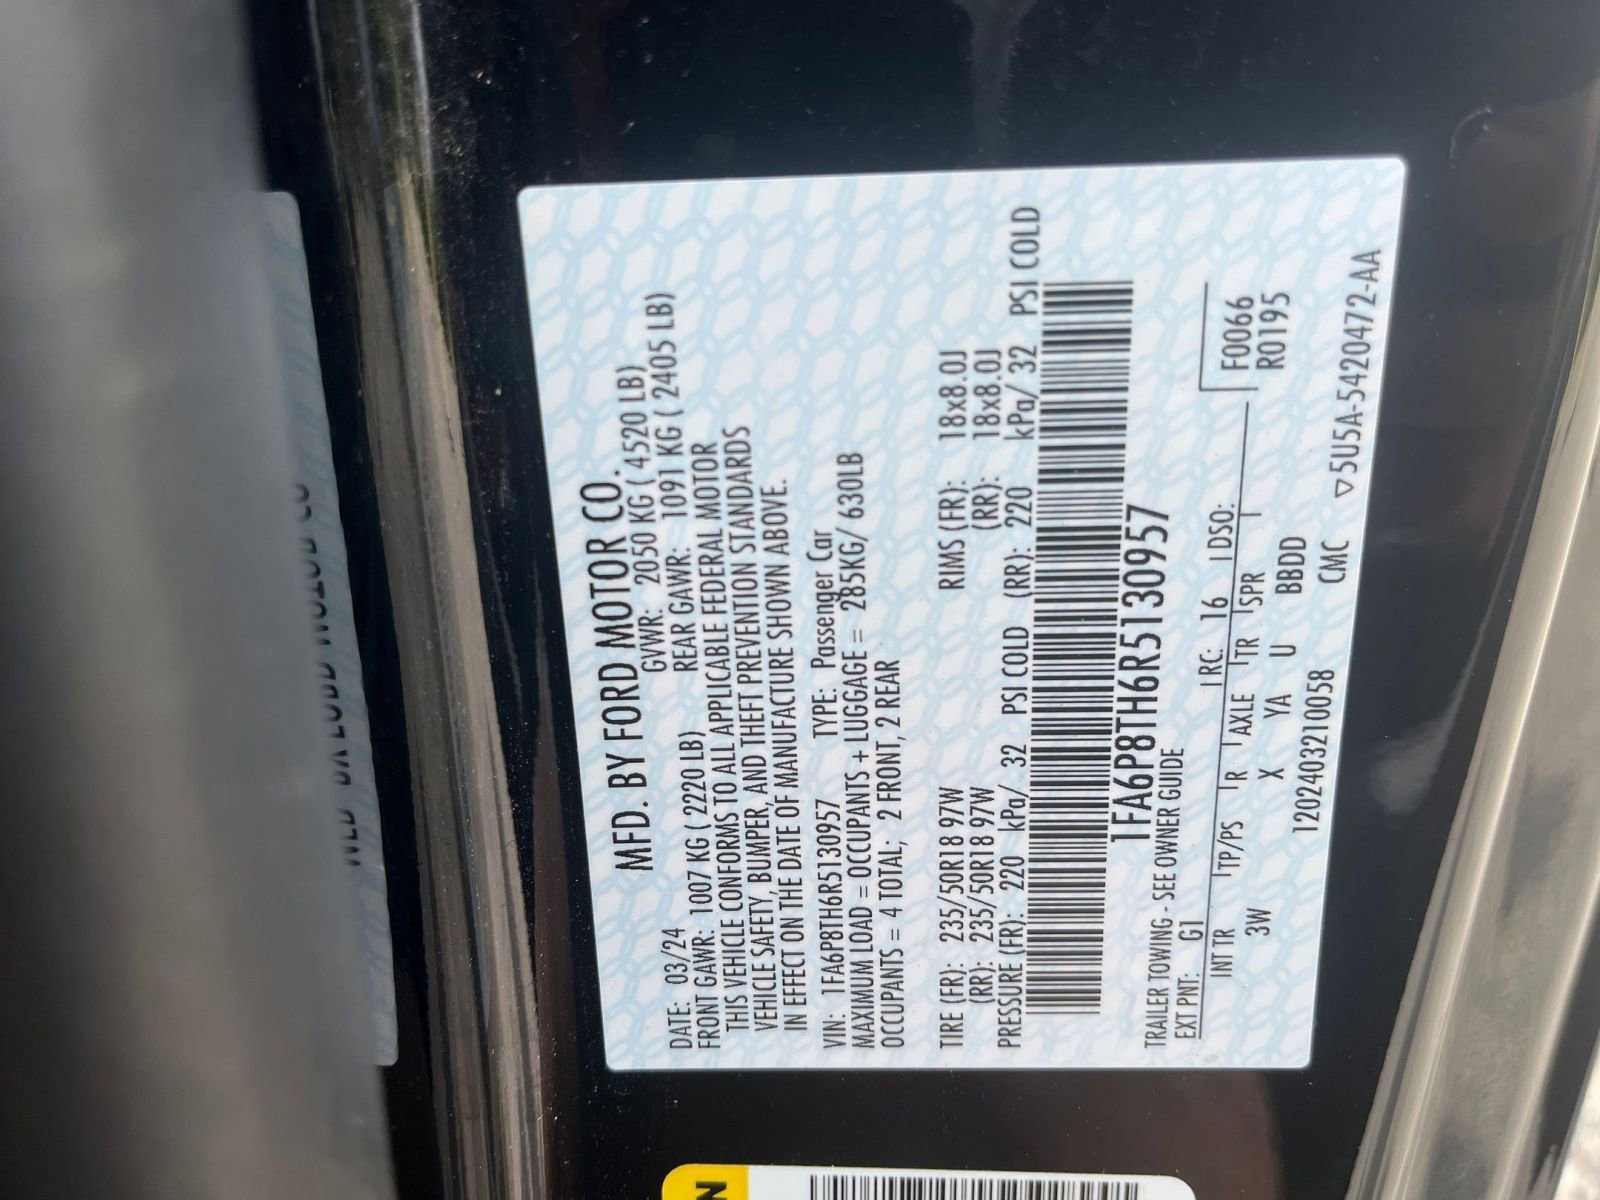 MFD. BY FORD MOTOR CO.
DATE: 03/24 GVWR: 2050 KG ( 4520 LB)
FRONT GAWR: 1007 KG ( 2220 LB) REAR GAWR: 1091 KG ( 2405 LB)
THIS VEHICLE CONFORMS TO ALL APPLICABLE FEDERAL MOTOR
VEHICLE SAFETY, BUMPER, AND THEFT PREVENTION STANDARDS
IN EFFECT ON THE DATE OF MANUFACTURE SHOWN ABOVE.
VIN: 1FA6P8TH6R5130957 TYPE: Passenger Car
MAXIMUM LOAD = OCCUPANTS + LUGGAGE = 285KG/ 630LB
OCCUPANTS = 4 TOTAL; 2 FRONT, 2 REAR
TIRE (FR): 235/50R18 97W RIMS (FR): 18x8.0J
(RR): 235/50R18 97W (RR): 18x8.0J
PRESSURE (FR): 220 kPa/ 32 PSI COLD (RR): 220 kPa/ 32 PSI COLD
1FA6P8TH6R5130957
TRAILER TOWING - SEE OWNER GUIDE
EXT PNT: G1 RC: 16 DSO:
INT TR TP/PS R AXLE TR SPR
F0066
3W X YA U BBDD
R0195
1202403210058 CMC ▽5U5A-5420472-AA